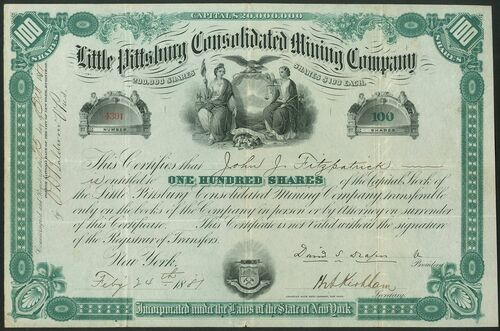 CAPITAL $ 20,000,000
100 SHARES
100 SHARES
Little Pittsburg Consolidated Mining Company
200,000 SHARES
SHARES $100 EACH.
4301
NUMBER
100
SHARES
This Certifies that John J. Fitzpatrick
is entitled to ONE HUNDRED SHARES of the Capital Stock of
the Little Pittsburg Consolidated Mining Company transferable
only on the books of the Company in person or by Attorney on surrender
of this Certificate. This Certificate is not Valid without the signature
of the Registrar of Transfers.
New York,
Feby 25th 1881
President
Secretary
Incorporated under the Laws of the State of New York